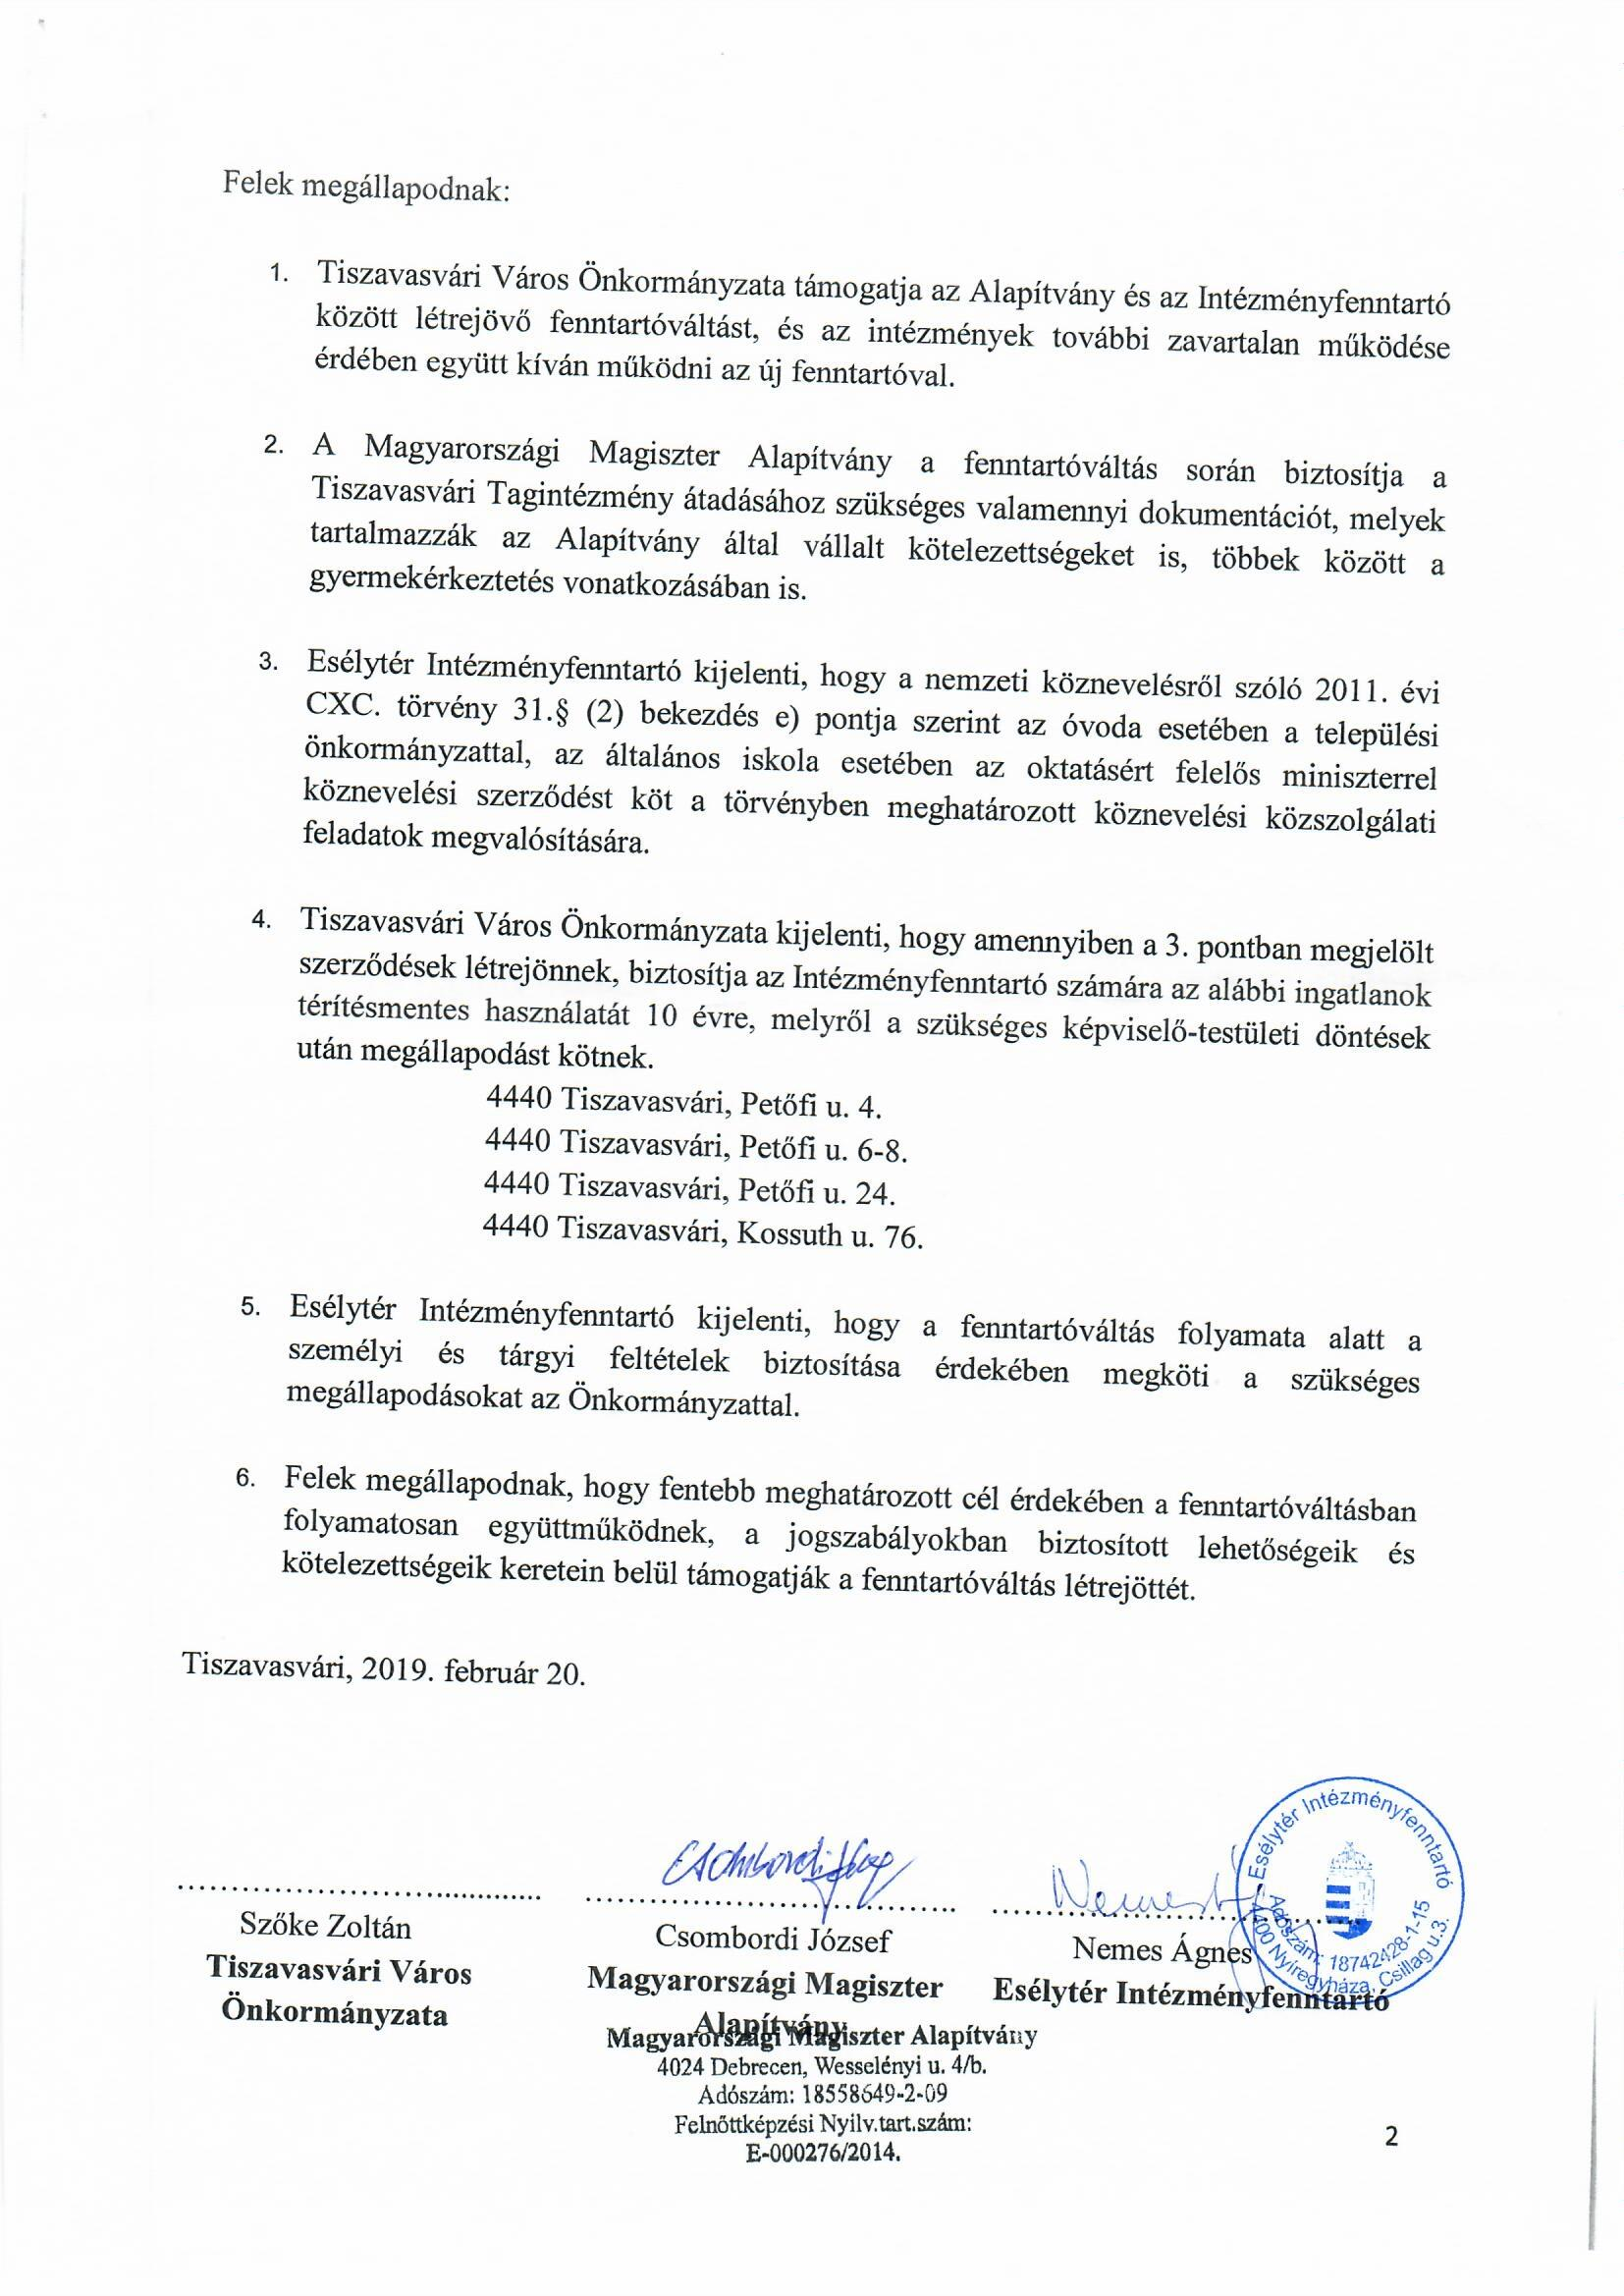 Felek megállapodnak:
1. Tiszavasvári Város Önkormányzata támogatja az Alapítvány és az Intézményfenntartó
között létrejövő fenntartóváltást, és az intézmények további zavartalan működése
érdében együtt kíván működni az új fenntartóval.
2. A Magyarországi Magiszter Alapítvány a fenntartóváltás során biztosítja a
Tiszavasvári Tagintézmény átadásához szükséges valamennyi dokumentációt, melyek
tartalmazzák az Alapítvány által vállalt kötelezettségeket is, többek között a
gyermekérkeztetés vonatkozásában is.
3. Esélytér Intézményfenntartó kijelenti, hogy a nemzeti köznevelésről szóló 2011. évi
CXC. törvény 31.§ (2) bekezdés e) pontja szerint az óvoda esetében a települési
önkormányzattal, az általános iskola esetében az oktatásért felelős miniszterrel
köznevelési szerződést köt a törvényben meghatározott köznevelési közszolgálati
feladatok megvalósítására.
4. Tiszavasvári Város Önkormányzata kijelenti, hogy amennyiben a 3. pontban megjelölt
szerződések létrejönnek, biztosítja az Intézményfenntartó számára az alábbi ingatlanok
térítésmentes használatát 10 évre, melyről a szükséges képviselő-testületi döntések
után megállapodást kötnek.
4440 Tiszavasvári, Petőfi u. 4.
4440 Tiszavasvári, Petőfi u. 6-8.
4440 Tiszavasvári, Petőfi u. 24.
4440 Tiszavasvári, Kossuth u. 76.
5. Esélytér Intézményfenntartó kijelenti, hogy a fenntartóváltás folyamata alatt a
személyi és tárgyi feltételek biztosítása érdekében megköti a szükséges
megállapodásokat az Önkormányzattal.
6. Felek megállapodnak, hogy fentebb meghatározott cél érdekében a fenntartóváltásban
folyamatosan együttműködnek, a jogszabályokban biztosított lehetőségeik és
kötelezettségeik keretein belül támogatják a fenntartóváltás létrejöttét.
Tiszavasvári, 2019. február 20.
Szőke Zoltán
Tiszavasvári Város
Önkormányzata
Csombordi József
Magyarországi Magiszter
Alapítvány
Magyarországi Magiszter Alapítvány
4024 Debrecen, Wesselényi u. 4/b.
Adószám: 18558649-2-09
Felnőttképzési Nyilv.tart.szám:
E-000276/2014.
Nemes Ágnes
Esélytér Intézményfenntartó
Esélytér Intézményfenntartó
Adószám: 18742428-1-15
4400 Nyíregyháza, Csillag u.3.
2